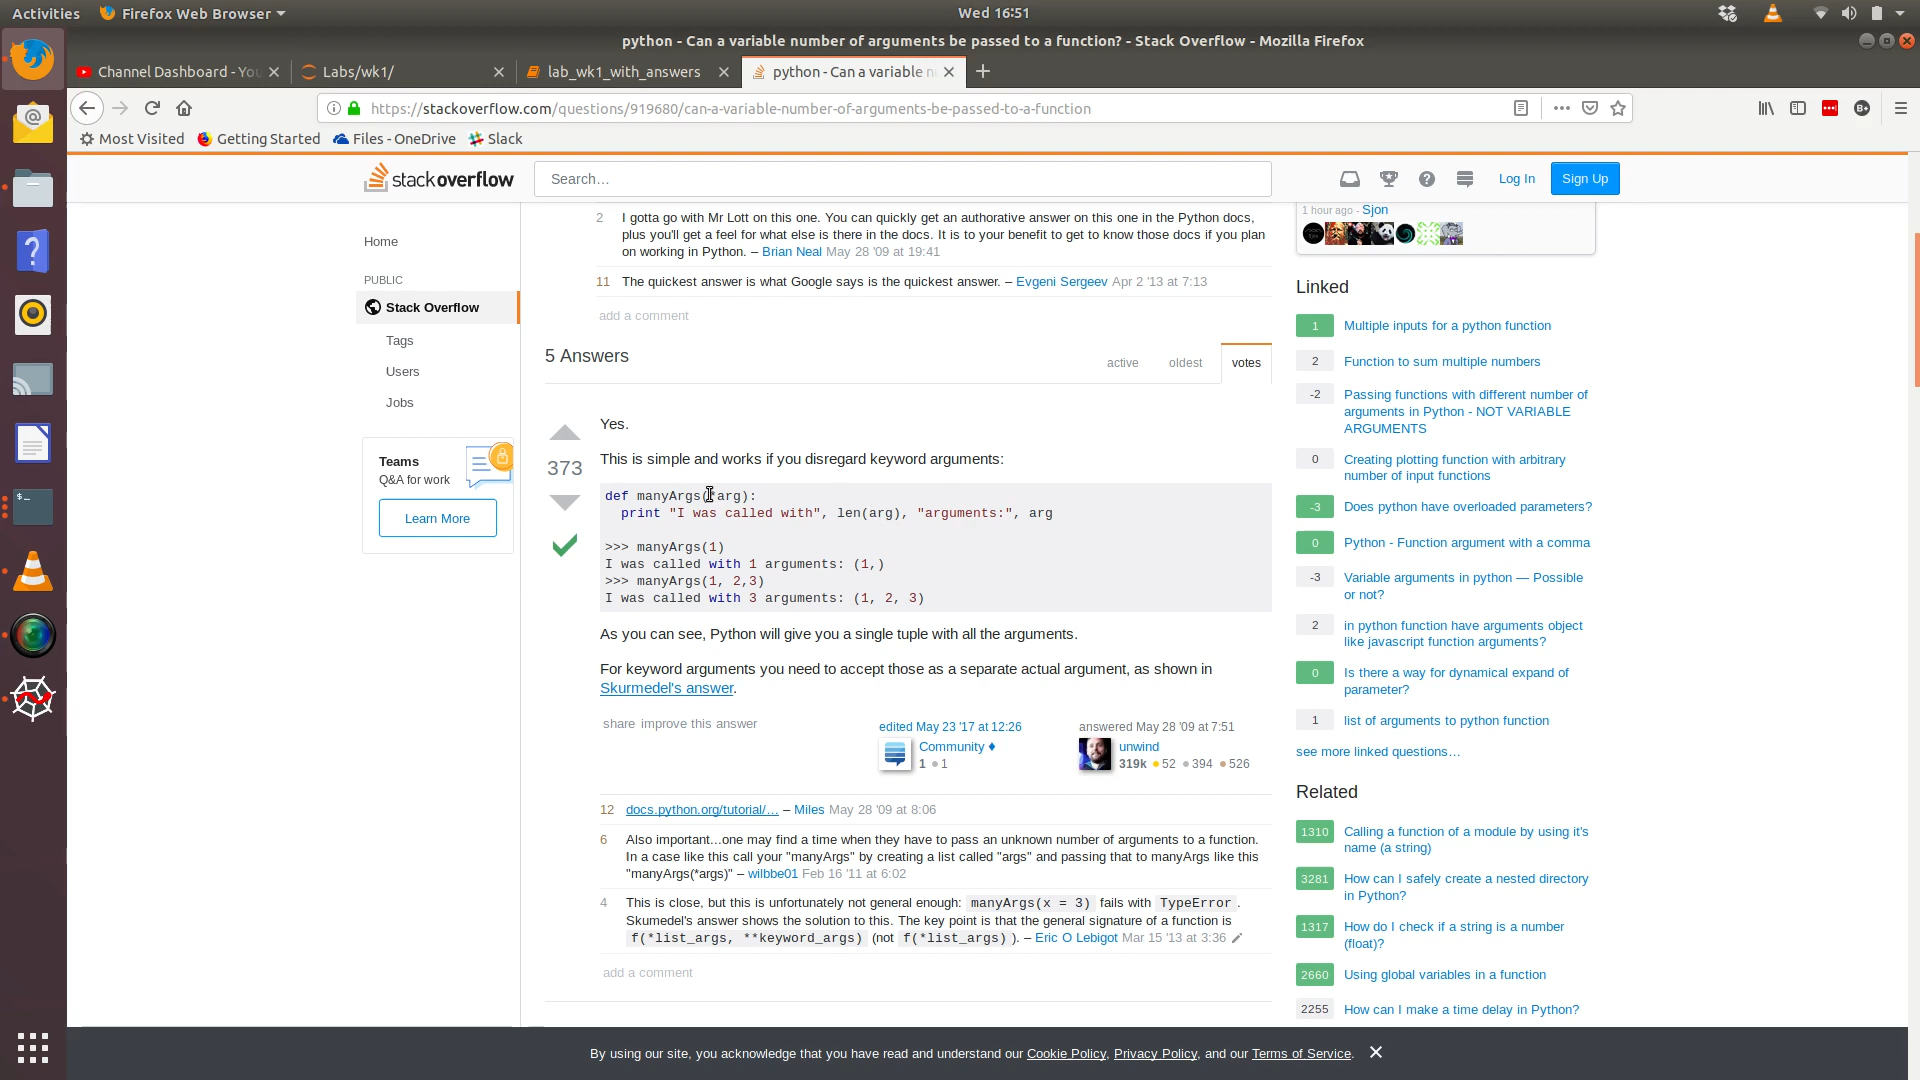 Activities
Firefox Web Browser
Wed 16:51
python - Can a variable number of arguments be passed to a function? - Stack Overflow - Mozilla Firefox
Channel Dashboard - You
Labs/wk1/
lab_wk1_with_answers
python - Can a variable n
https://stackoverflow.com/questions/919680/can-a-variable-number-of-arguments-be-passed-to-a-function
Most Visited
Getting Started
Files - OneDrive
Slack
stackoverflow
Search…
Log In
Sign Up
Home
PUBLIC
Stack Overflow
Tags
Users
Jobs
Teams
Q&A for work
Learn More
2 I gotta go with Mr Lott on this one. You can quickly get an authorative answer on this one in the Python docs,
plus you'll get a feel for what else is there in the docs. It is to your benefit to get to know those docs if you plan
on working in Python. – Brian Neal May 28 '09 at 19:41
11 The quickest answer is what Google says is the quickest answer. – Evgeni Sergeev Apr 2 '13 at 7:13
add a comment
5 Answers
active
oldest
votes
373
Yes.
This is simple and works if you disregard keyword arguments:
def manyArgs(*arg):
print "I was called with", len(arg), "arguments:", arg
>>> manyArgs(1)
I was called with 1 arguments: (1,)
>>> manyArgs(1, 2,3)
I was called with 3 arguments: (1, 2, 3)
As you can see, Python will give you a single tuple with all the arguments.
For keyword arguments you need to accept those as a separate actual argument, as shown in
Skurmedel's answer.
share improve this answer
edited May 23 '17 at 12:26
Community ♦
1 ● 1
answered May 28 '09 at 7:51
unwind
319k ● 52 ● 394 ● 526
12 docs.python.org/tutorial/… – Miles May 28 '09 at 8:06
6 Also important...one may find a time when they have to pass an unknown number of arguments to a function.
In a case like this call your "manyArgs" by creating a list called "args" and passing that to manyArgs like this
"manyArgs(*args)" – wilbbe01 Feb 16 '11 at 6:02
4 This is close, but this is unfortunately not general enough: manyArgs(x = 3) fails with TypeError .
Skumedel's answer shows the solution to this. The key point is that the general signature of a function is
f(*list_args, **keyword_args) (not f(*list_args) ). – Eric O Lebigot Mar 15 '13 at 3:36
add a comment
1 hour ago - Sjon
Linked
1 Multiple inputs for a python function
2 Function to sum multiple numbers
-2 Passing functions with different number of
arguments in Python - NOT VARIABLE
ARGUMENTS
0 Creating plotting function with arbitrary
number of input functions
-3 Does python have overloaded parameters?
0 Python - Function argument with a comma
-3 Variable arguments in python — Possible
or not?
2 in python function have arguments object
like javascript function arguments?
0 Is there a way for dynamical expand of
parameter?
1 list of arguments to python function
see more linked questions…
Related
1310 Calling a function of a module by using it's
name (a string)
3281 How can I safely create a nested directory
in Python?
1317 How do I check if a string is a number
(float)?
2660 Using global variables in a function
2255 How can I make a time delay in Python?
By using our site, you acknowledge that you have read and understand our Cookie Policy, Privacy Policy, and our Terms of Service.